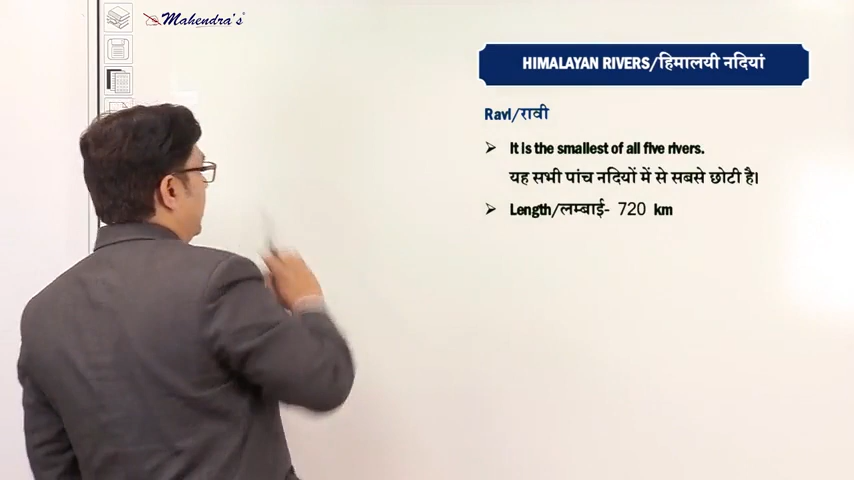 Mahendra's
HIMALAYAN RIVERS/हिमालयी नदियां
Ravi/रावी
➢ It is the smallest of all five rivers.
यह सभी पांच नदियों में से सबसे छोटी है।
➢ Length/लम्बाई- 720 km